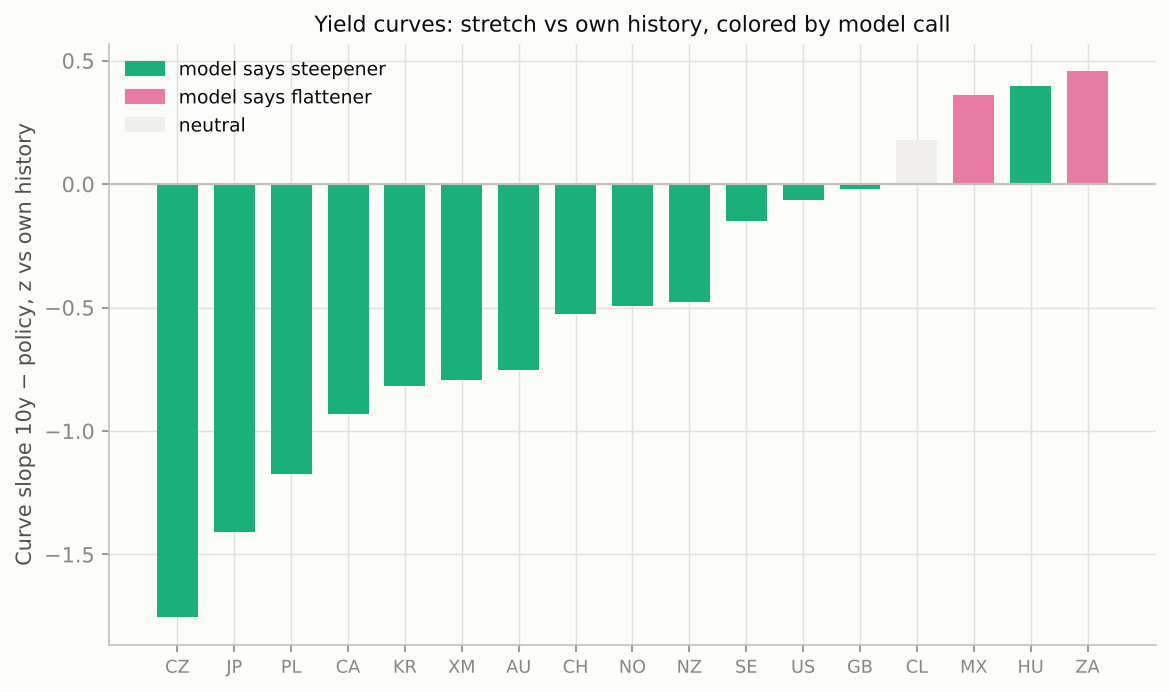 Yield curves: stretch vs own history, colored by model call
model says steepener
model says flattener
neutral
Curve slope 10y − policy, z vs own history
0.5
0.0
−0.5
−1.0
−1.5
CZ JP PL CA KR XM AU CH NO NZ SE US GB CL MX HU ZA